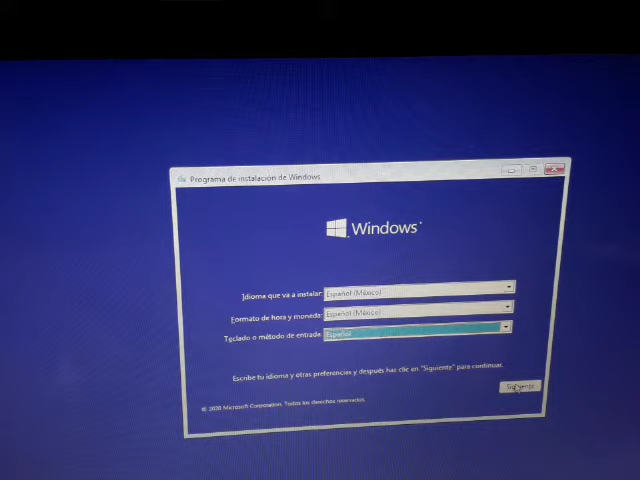 Programa de instalación de Windows
Windows
Idioma que va a instalar: Español (México)
Formato de hora y moneda: Español (México)
Teclado o método de entrada: Español
Escribe tu idioma y otras preferencias y después haz clic en "Siguiente" para continuar.
Siguiente
© 2020 Microsoft Corporation. Todos los derechos reservados.